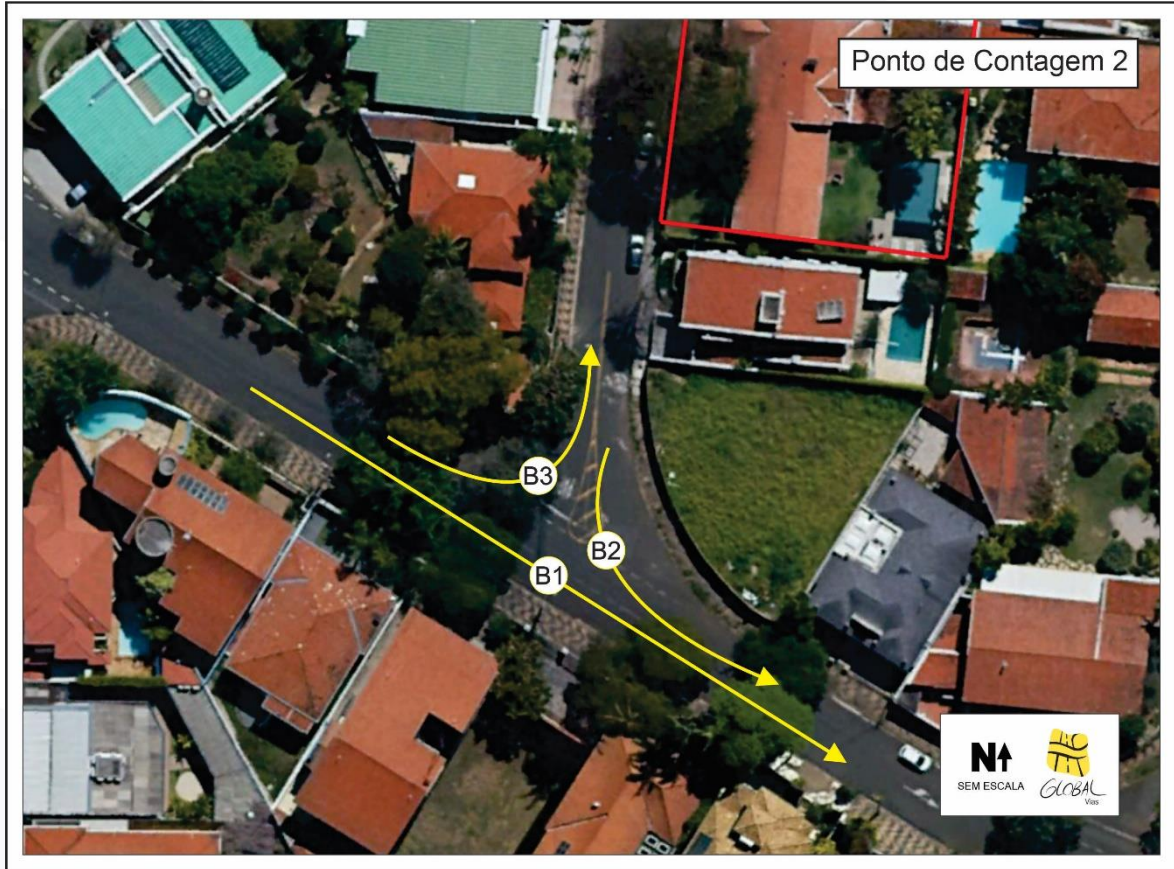 Ponto de Contagem 2
B3
B2
B1
N
SEM ESCALA
GLOBAL
Vias